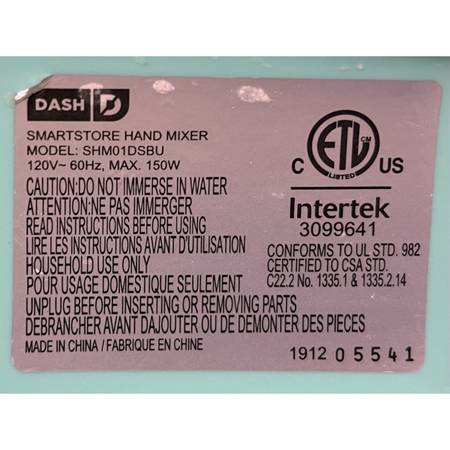 DASH D
SMARTSTORE HAND MIXER
MODEL: SHM01DSBU
120V~ 60Hz, MAX. 150W
CAUTION:DO NOT IMMERSE IN WATER
ATTENTION:NE PAS IMMERGER
READ INSTRUCTIONS BEFORE USING
LIRE LES INSTRUCTIONS AVANT D'UTILISATION
HOUSEHOLD USE ONLY
POUR USAGE DOMESTIQUE SEULEMENT
UNPLUG BEFORE INSERTING OR REMOVING PARTS
DEBRANCHER AVANT D'AJOUTER OU DE DEMONTER DES PIECES
MADE IN CHINA / FABRIQUE EN CHINE
ETL CM
LISTED
C US
Intertek
3099641
CONFORMS TO UL STD. 982
CERTIFIED TO CSA STD.
C22.2 No. 1335.1 & 1335.2.14
1912 05541